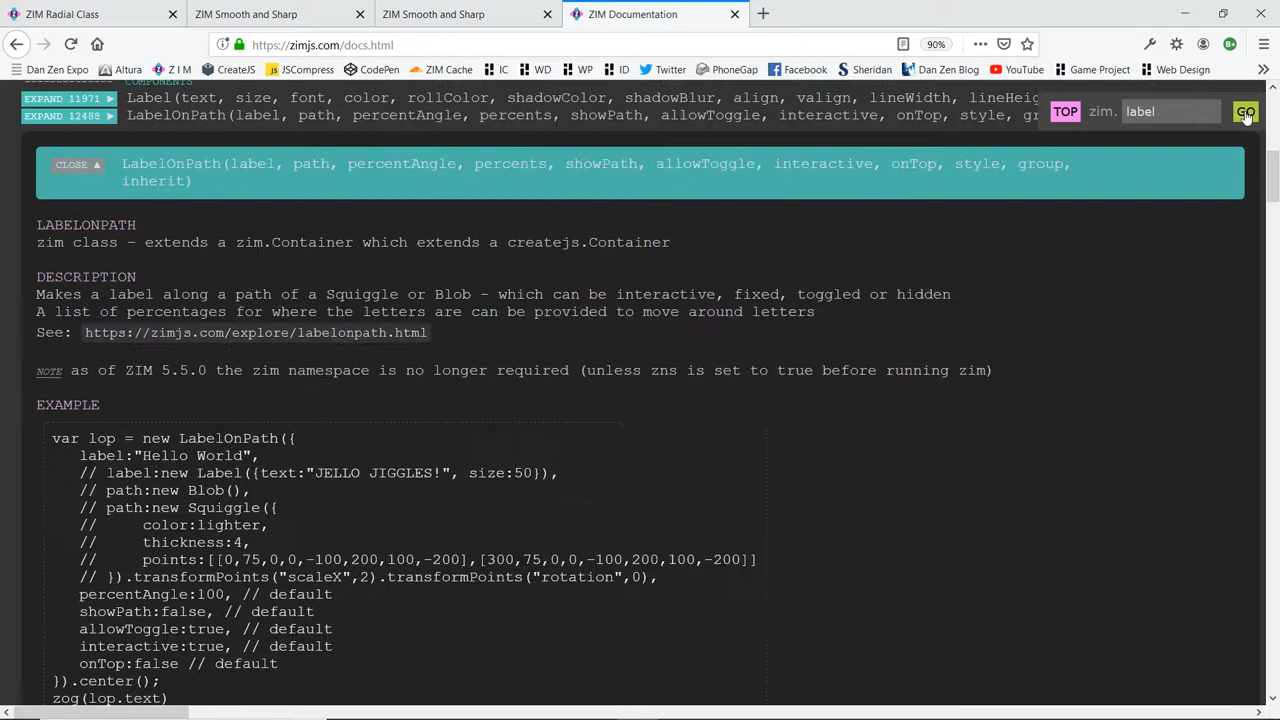 ZIM Radial Class
ZIM Smooth and Sharp
ZIM Smooth and Sharp
ZIM Documentation
https://zimjs.com/docs.html
90%
Dan Zen Expo
Altura
Z I M
CreateJS
JSCompress
CodePen
ZIM Cache
IC
WD
WP
ID
Twitter
PhoneGap
Facebook
Sheridan
Dan Zen Blog
YouTube
Game Project
Web Design
COMPONENTS
EXPAND 11971 Label(text, size, font, color, rollColor, shadowColor, shadowBlur, align, valign, lineWidth, lineHei
EXPAND 12488 LabelOnPath(label, path, percentAngle, percents, showPath, allowToggle, interactive, onTop, style, gr
TOP zim. label GO
CLOSE ▲ LabelOnPath(label, path, percentAngle, percents, showPath, allowToggle, interactive, onTop, style, group,
inherit)
LABELONPATH
zim class - extends a zim.Container which extends a createjs.Container
DESCRIPTION
Makes a label along a path of a Squiggle or Blob - which can be interactive, fixed, toggled or hidden
A list of percentages for where the letters are can be provided to move around letters
See: https://zimjs.com/explore/labelonpath.html
NOTE as of ZIM 5.5.0 the zim namespace is no longer required (unless zns is set to true before running zim)
EXAMPLE
var lop = new LabelOnPath({
label:"Hello World",
// label:new Label({text:"JELLO JIGGLES!", size:50}),
// path:new Blob(),
// path:new Squiggle({
// color:lighter,
// thickness:4,
// points:[[0,75,0,0,-100,200,100,-200],[300,75,0,0,-100,200,100,-200]]
// }).transformPoints("scaleX",2).transformPoints("rotation",0),
percentAngle:100, // default
showPath:false, // default
allowToggle:true, // default
interactive:true, // default
onTop:false // default
}).center();
zog(lop.text)